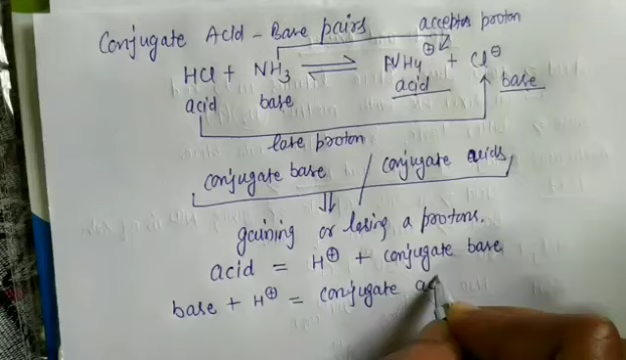 Conjugate Acid - Base pairs
accepts proton
HCl + NH3 ⇌ NH4⊕ + Cl⊖
acid base acid base
lose proton
conjugate base / conjugate acids
⇓
gaining or losing a protons.
acid = H⊕ + conjugate base
base + H⊕ = conjugate ac